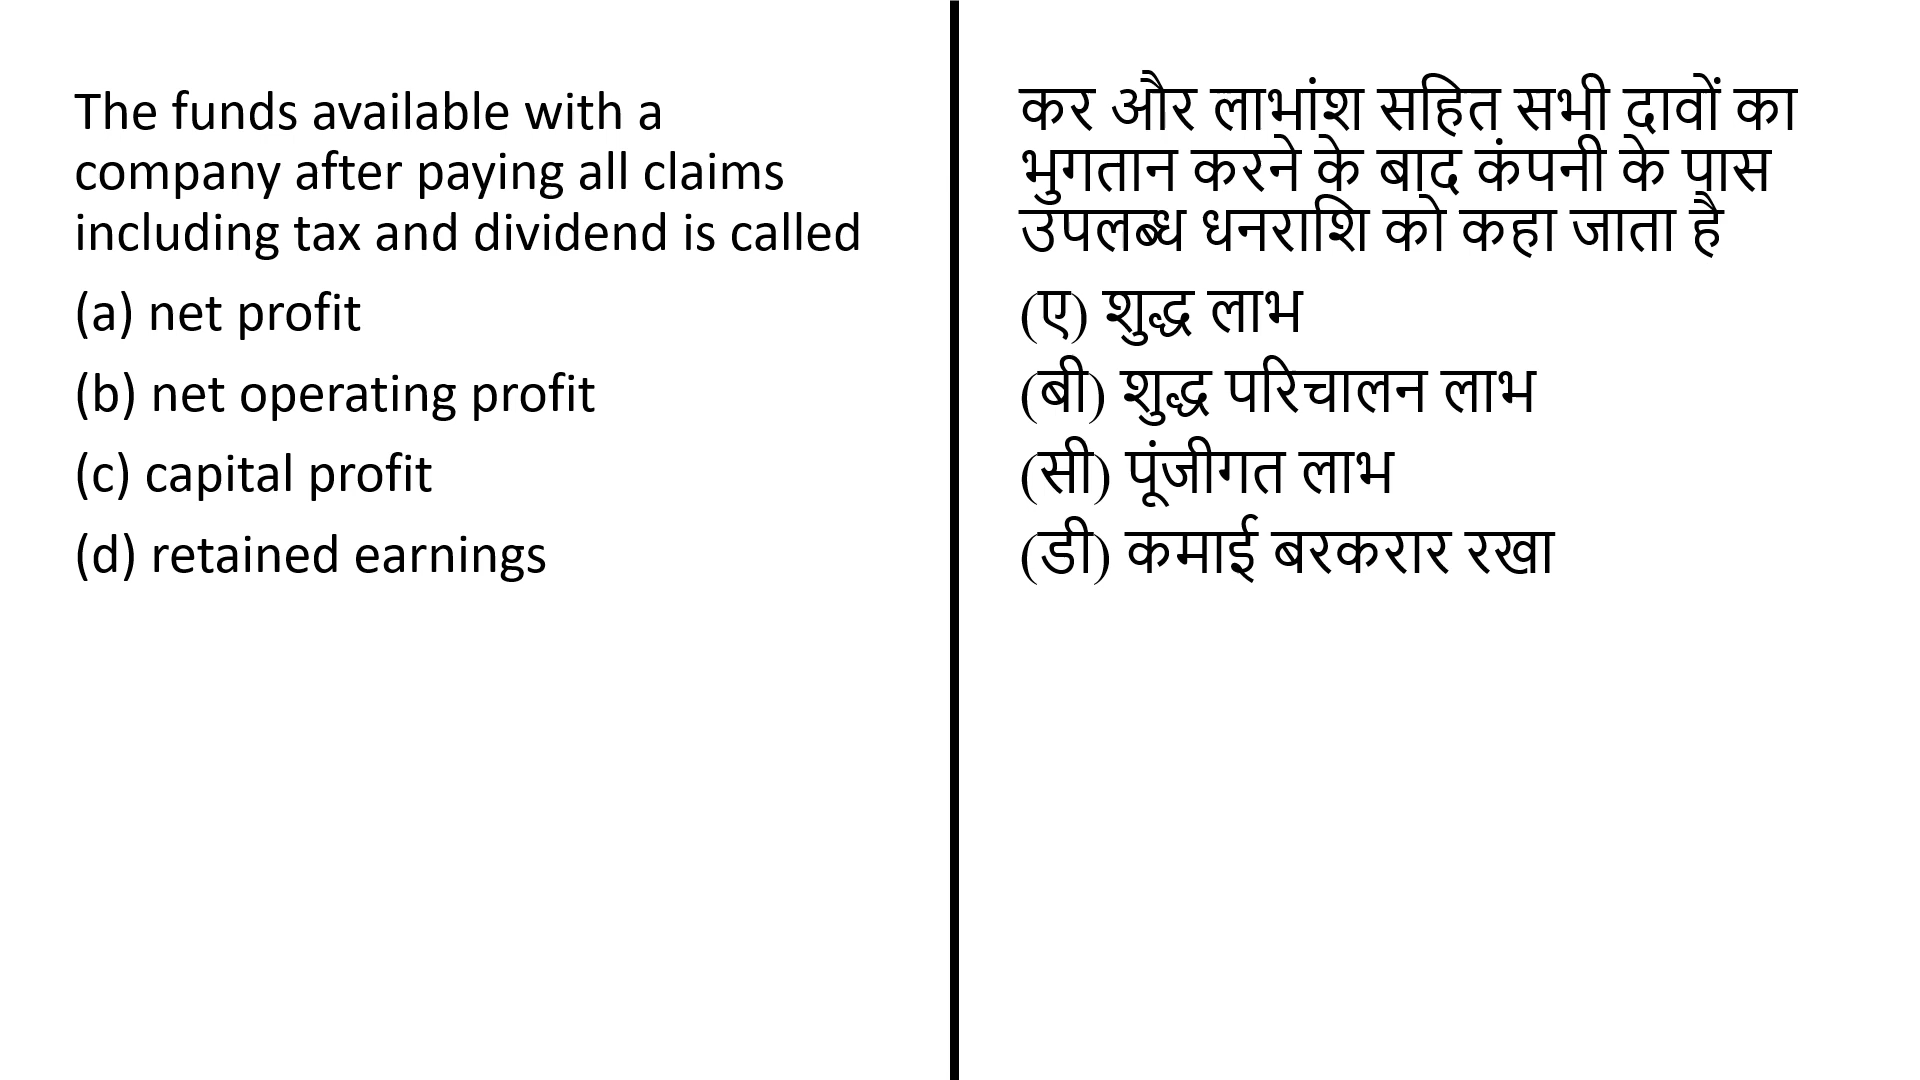 The funds available with a
company after paying all claims
including tax and dividend is called
(a) net profit
(b) net operating profit
(c) capital profit
(d) retained earnings
कर और लाभांश सहित सभी दावों का
भुगतान करने के बाद कंपनी के पास
उपलब्ध धनराशि को कहा जाता है
(ए) शुद्ध लाभ
(बी) शुद्ध परिचालन लाभ
(सी) पूंजीगत लाभ
(डी) कमाई बरकरार रखा